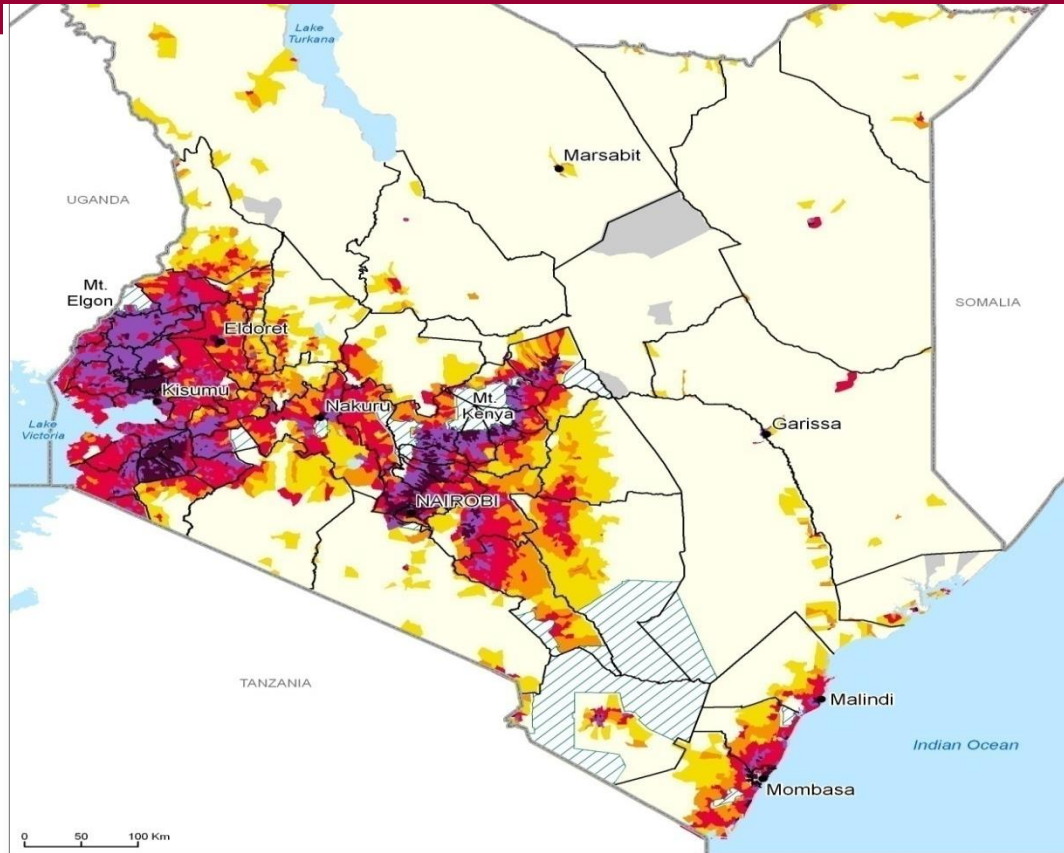 Lake
Turkana
Marsabit
UGANDA
Mt.
Elgon
SOMALIA
Eldoret
Kisumu
Mt.
Kenya
Nakuru
Garissa
Lake
Victoria
NAIROBI
TANZANIA
Malindi
Indian Ocean
Mombasa
0 50 100 Km